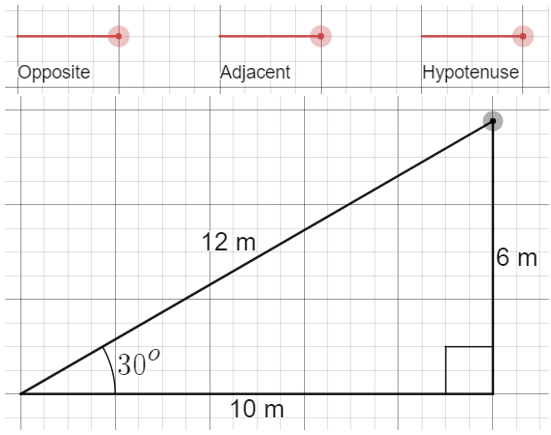 Opposite
Adjacent
Hypotenuse
12 m
6 m
30°
10 m